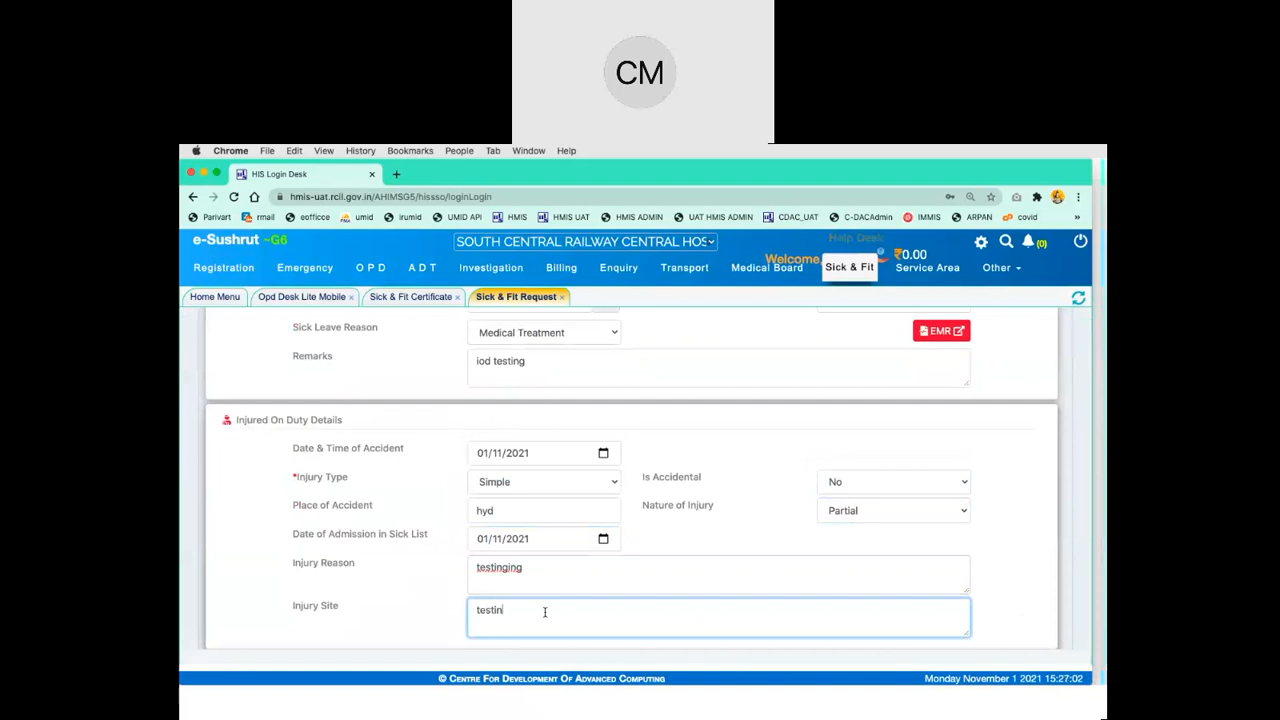 CM
Chrome File Edit View History Bookmarks People Tab Window Help
HIS Login Desk
hmis-uat.rcil.gov.in/AHIMSG5/hissso/loginLogin
Parivart rmail eofficce umid irumid UMID API HMIS HMIS UAT HMIS ADMIN UAT HMIS ADMIN CDAC_UAT C-DACAdmin IMMIS ARPAN covid »
e-Sushrut ~G6 SOUTH CENTRAL RAILWAY CENTRAL HOS Help Desk
Welcome. ₹0.00 (0)
Registration Emergency O P D A D T Investigation Billing Enquiry Transport Medical Board Sick & Fit Service Area Other
Home Menu Opd Desk Lite Mobile × Sick & Fit Certificate × Sick & Fit Request ×
Sick Leave Reason Medical Treatment EMR
Remarks iod testing
Injured On Duty Details
Date & Time of Accident 01/11/2021
*Injury Type Simple Is Accidental No
Place of Accident hyd Nature of Injury Partial
Date of Admission in Sick List 01/11/2021
Injury Reason testinging
Injury Site testin
© CENTRE FOR DEVELOPMENT OF ADVANCED COMPUTING Monday November 1 2021 15:27:02